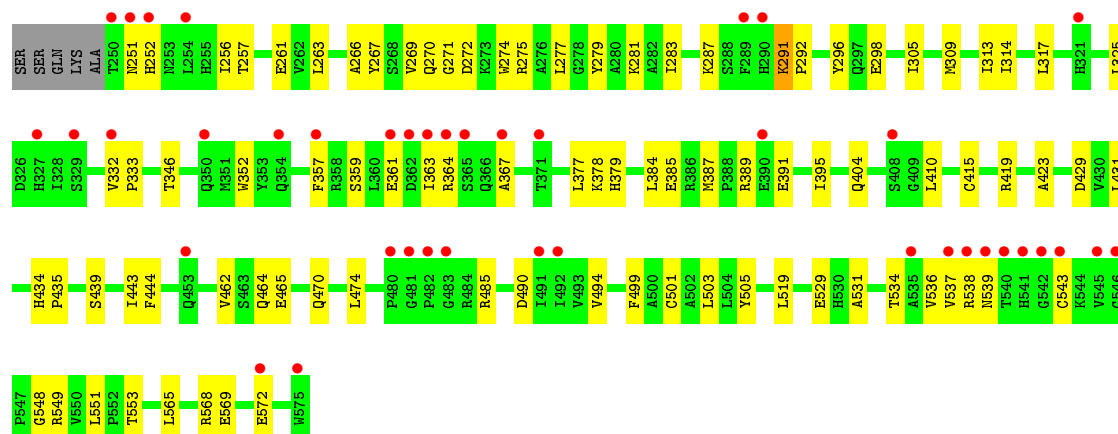 SER SER GLN LYS ALA T250 N251 H252 N253 L254 H255 I256 T257 E261 V262 L263 A266 Y267 S268 V269 Q270 G271 D272 K273 W274 R275 A276 L277 G278 Y279 A280 K281 A282 I283 K287 S288 F289 H290 K291 P292 Y296 Q297 E298 I305 M309 I313 I314 L317 H321 L325
D326 H327 I328 S329 V332 P333 T346 Q350 M351 W352 Y353 Q354 F357 R358 S359 L360 E361 D362 I363 R364 S365 Q366 A367 T371 L377 K378 H379 L384 E385 R386 M387 P388 R389 E390 E391 I395 Q404 S408 G409 L410 C415 R419 A423 D429 V430 L431
H434 P435 S439 I443 F444 Q453 V462 S463 Q464 E465 Q470 L474 P480 G481 P482 G483 R484 R485 D490 I491 I492 V493 V494 F499 A500 C501 A502 L503 L504 Y505 L519 E529 H530 A531 T534 A535 V536 V537 R538 N539 T540 H541 G542 C543 K544 V545 G546
P547 G548 R549 V550 L551 P552 T553 L565 R568 E569 E572 W575